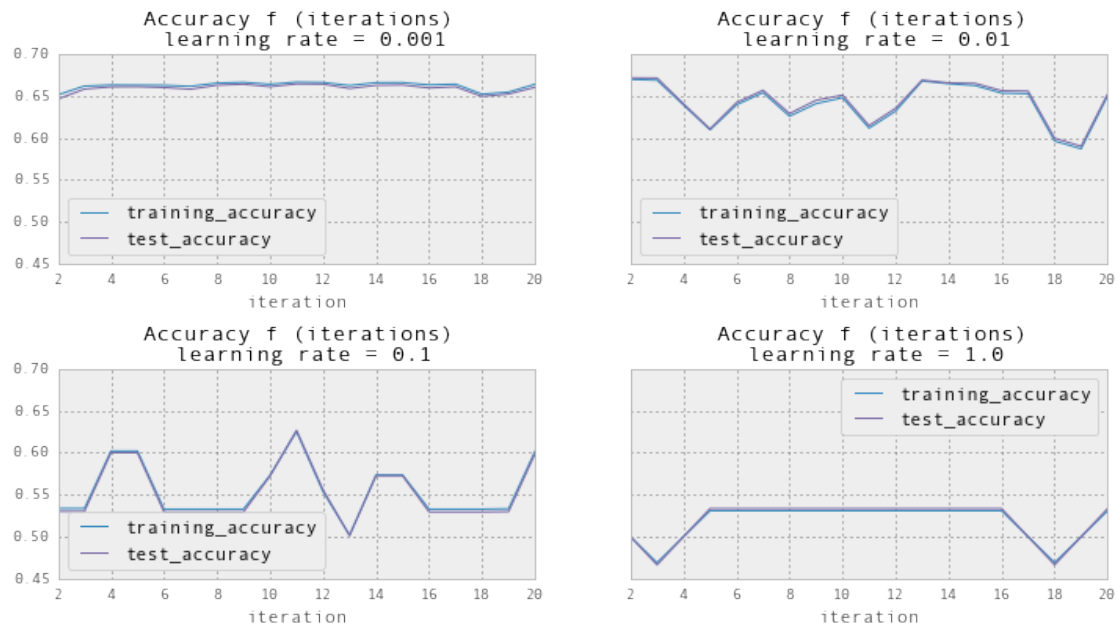 Accuracy f (iterations)
learning rate = 0.001
0.70
0.65
0.60
0.55
0.50
0.45
training_accuracy
test_accuracy
2 4 6 8 10 12 14 16 18 20
iteration
Accuracy f (iterations)
learning rate = 0.01
training_accuracy
test_accuracy
2 4 6 8 10 12 14 16 18 20
iteration
Accuracy f (iterations)
learning rate = 0.1
0.70
0.65
0.60
0.55
0.50
0.45
training_accuracy
test_accuracy
2 4 6 8 10 12 14 16 18 20
iteration
Accuracy f (iterations)
learning rate = 1.0
training_accuracy
test_accuracy
2 4 6 8 10 12 14 16 18 20
iteration